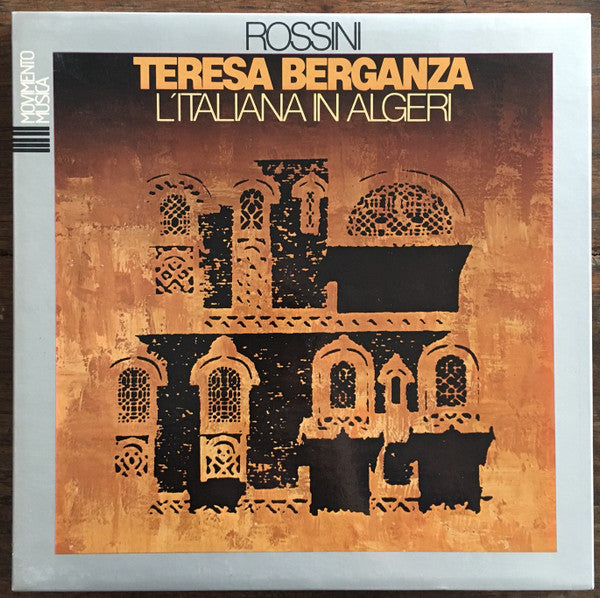 ROSSINI
TERESA BERGANZA
L'ITALIANA IN ALGERI
MOVIMENTO
MUSICA